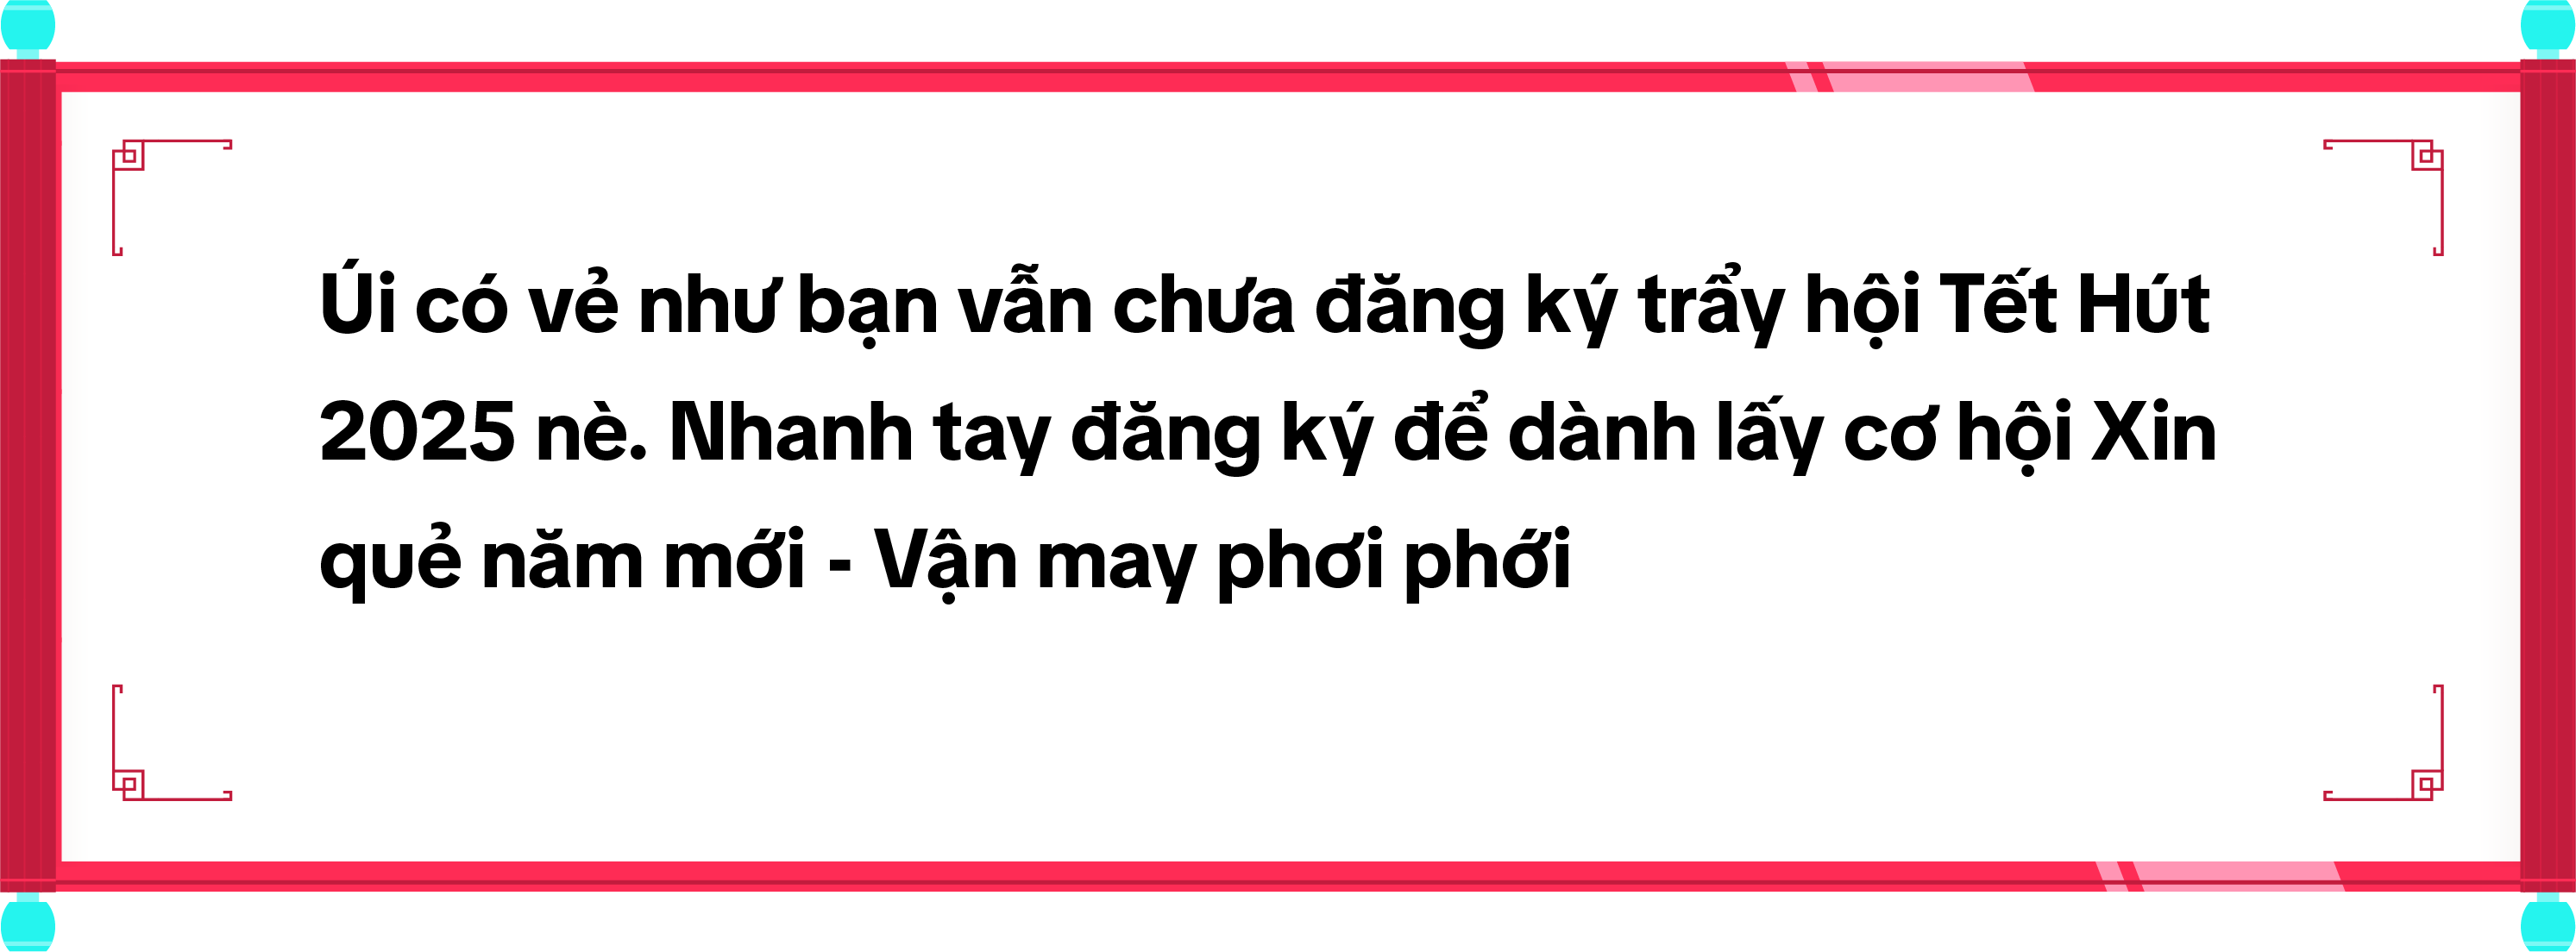 Úi có vẻ như bạn vẫn chưa đăng ký trẩy hội Tết Hút
2025 nè. Nhanh tay đăng ký để dành lấy cơ hội Xin
quẻ năm mới - Vận may phơi phới